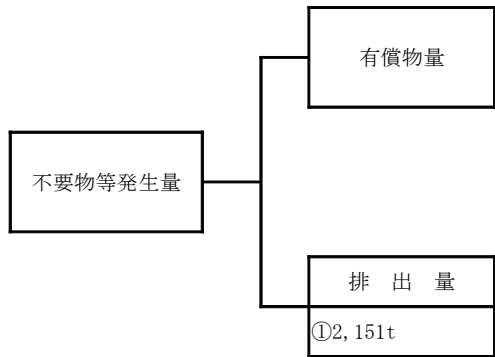 有償物量
不要物等発生量
排　出　量
①2,151t